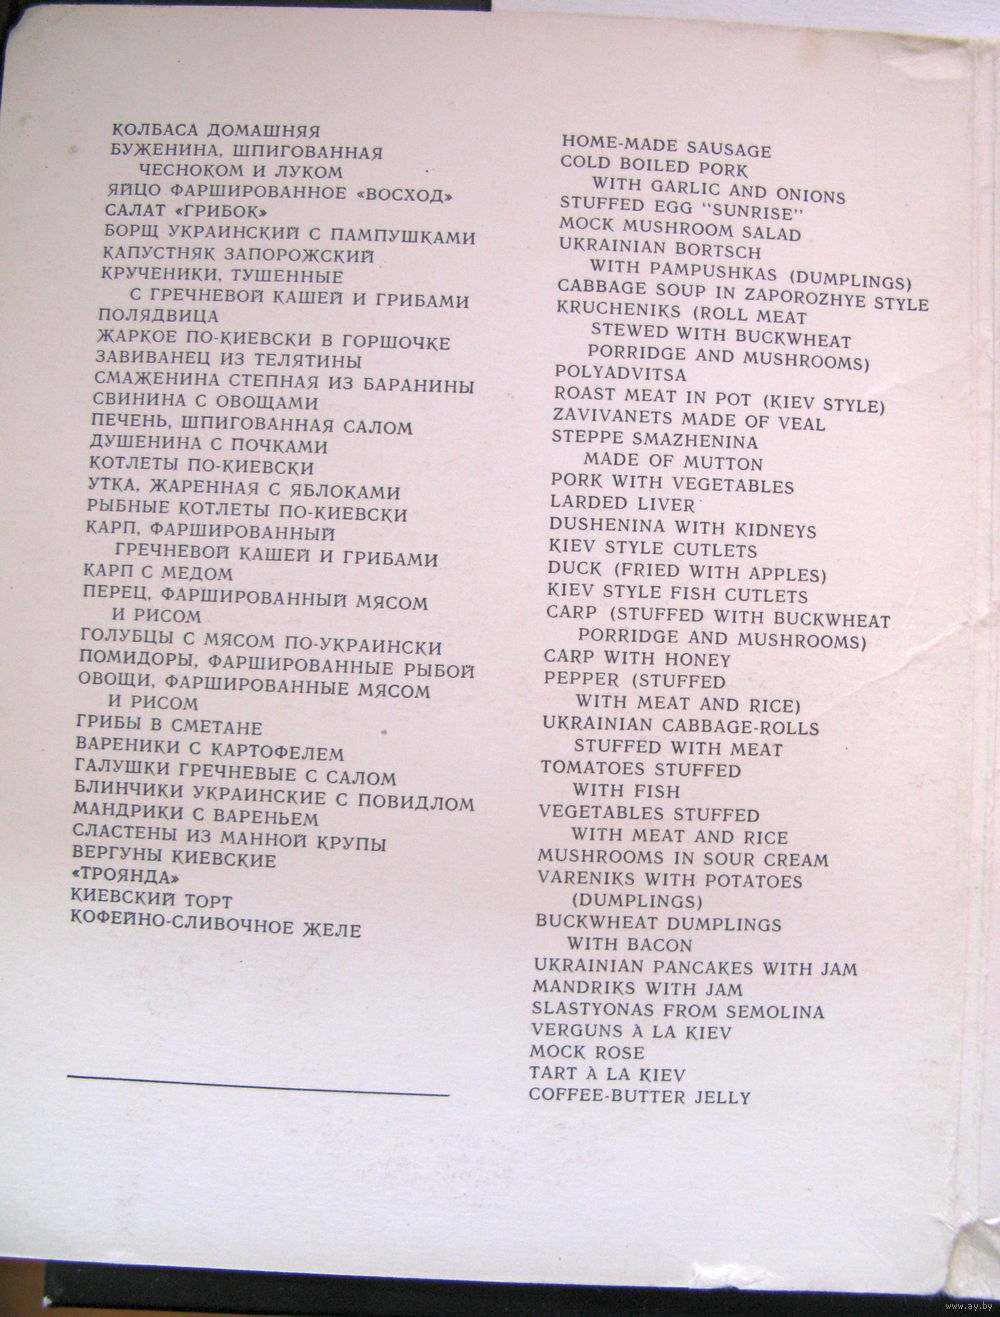 КОЛБАСА ДОМАШНЯЯ
БУЖЕНИНА, ШПИГОВАННАЯ
ЧЕСНОКОМ И ЛУКОМ
ЯЙЦО ФАРШИРОВАННОЕ «ВОСХОД»
САЛАТ «ГРИБОК»
БОРЩ УКРАИНСКИЙ С ПАМПУШКАМИ
КАПУСТНЯК ЗАПОРОЖСКИЙ
КРУЧЕНИКИ, ТУШЕННЫЕ
С ГРЕЧНЕВОЙ КАШЕЙ И ГРИБАМИ
ПОЛЯДВИЦА
ЖАРКОЕ ПО-КИЕВСКИ В ГОРШОЧКЕ
ЗАВИВАНЕЦ ИЗ ТЕЛЯТИНЫ
СМАЖЕНИНА СТЕПНАЯ ИЗ БАРАНИНЫ
СВИНИНА С ОВОЩАМИ
ПЕЧЕНЬ, ШПИГОВАННАЯ САЛОМ
ДУШЕНИНА С ПОЧКАМИ
КОТЛЕТЫ ПО-КИЕВСКИ
УТКА, ЖАРЕННАЯ С ЯБЛОКАМИ
РЫБНЫЕ КОТЛЕТЫ ПО-КИЕВСКИ
КАРП, ФАРШИРОВАННЫЙ
ГРЕЧНЕВОЙ КАШЕЙ И ГРИБАМИ
КАРП С МЕДОМ
ПЕРЕЦ, ФАРШИРОВАННЫЙ МЯСОМ
И РИСОМ
ГОЛУБЦЫ С МЯСОМ ПО-УКРАИНСКИ
ПОМИДОРЫ, ФАРШИРОВАННЫЕ РЫБОЙ
ОВОЩИ, ФАРШИРОВАННЫЕ МЯСОМ
И РИСОМ
ГРИБЫ В СМЕТАНЕ
ВАРЕНИКИ С КАРТОФЕЛЕМ
ГАЛУШКИ ГРЕЧНЕВЫЕ С САЛОМ
БЛИНЧИКИ УКРАИНСКИЕ С ПОВИДЛОМ
МАНДРИКИ С ВАРЕНЬЕМ
СЛАСТЕНЫ ИЗ МАННОЙ КРУПЫ
ВЕРГУНЫ КИЕВСКИЕ
«ТРОЯНДА»
КИЕВСКИЙ ТОРТ
КОФЕЙНО-СЛИВОЧНОЕ ЖЕЛЕ
HOME-MADE SAUSAGE
COLD BOILED PORK
WITH GARLIC AND ONIONS
STUFFED EGG "SUNRISE"
MOCK MUSHROOM SALAD
UKRAINIAN BORTSCH
WITH PAMPUSHKAS (DUMPLINGS)
CABBAGE SOUP IN ZAPOROZHYE STYLE
KRUCHENIKS (ROLL MEAT
STEWED WITH BUCKWHEAT
PORRIDGE AND MUSHROOMS)
POLYADVITSA
ROAST MEAT IN POT (KIEV STYLE)
ZAVIVANETS MADE OF VEAL
STEPPE SMAZHENINA
MADE OF MUTTON
PORK WITH VEGETABLES
LARDED LIVER
DUSHENINA WITH KIDNEYS
KIEV STYLE CUTLETS
DUCK (FRIED WITH APPLES)
KIEV STYLE FISH CUTLETS
CARP (STUFFED WITH BUCKWHEAT
PORRIDGE AND MUSHROOMS)
CARP WITH HONEY
PEPPER (STUFFED
WITH MEAT AND RICE)
UKRAINIAN CABBAGE-ROLLS
STUFFED WITH MEAT
TOMATOES STUFFED
WITH FISH
VEGETABLES STUFFED
WITH MEAT AND RICE
MUSHROOMS IN SOUR CREAM
VARENIKS WITH POTATOES
(DUMPLINGS)
BUCKWHEAT DUMPLINGS
WITH BACON
UKRAINIAN PANCAKES WITH JAM
MANDRIKS WITH JAM
SLASTYONAS FROM SEMOLINA
VERGUNS À LA KIEV
MOCK ROSE
TART À LA KIEV
COFFEE-BUTTER JELLY
www.ay.by